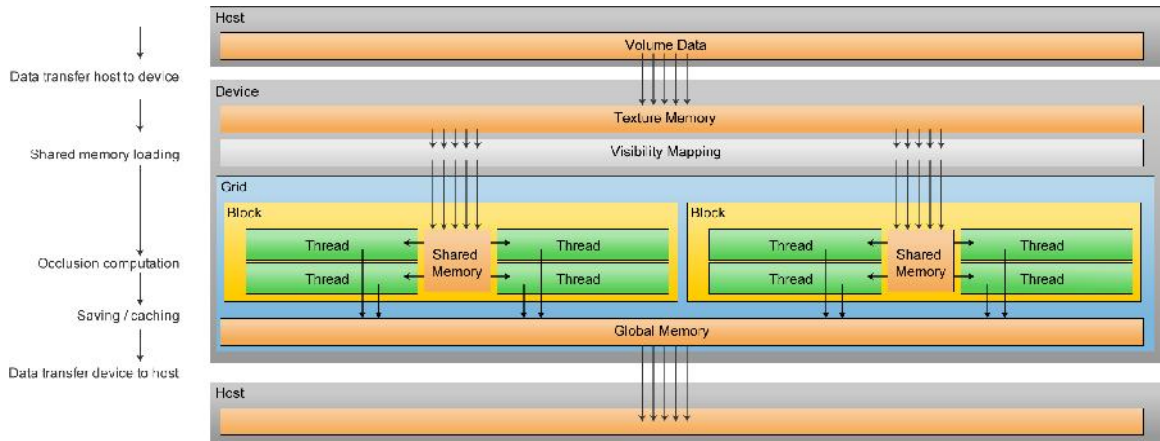 Host
Volume Data
Data transfer host to device
Device
Texture Memory
Shared memory loading
Visibility Mapping
Grid
Block
Block
Thread
Shared
Memory
Thread
Thread
Thread
Thread
Shared
Memory
Thread
Thread
Thread
Occlusion computation
Saving / caching
Global Memory
Data transfer device to host
Host